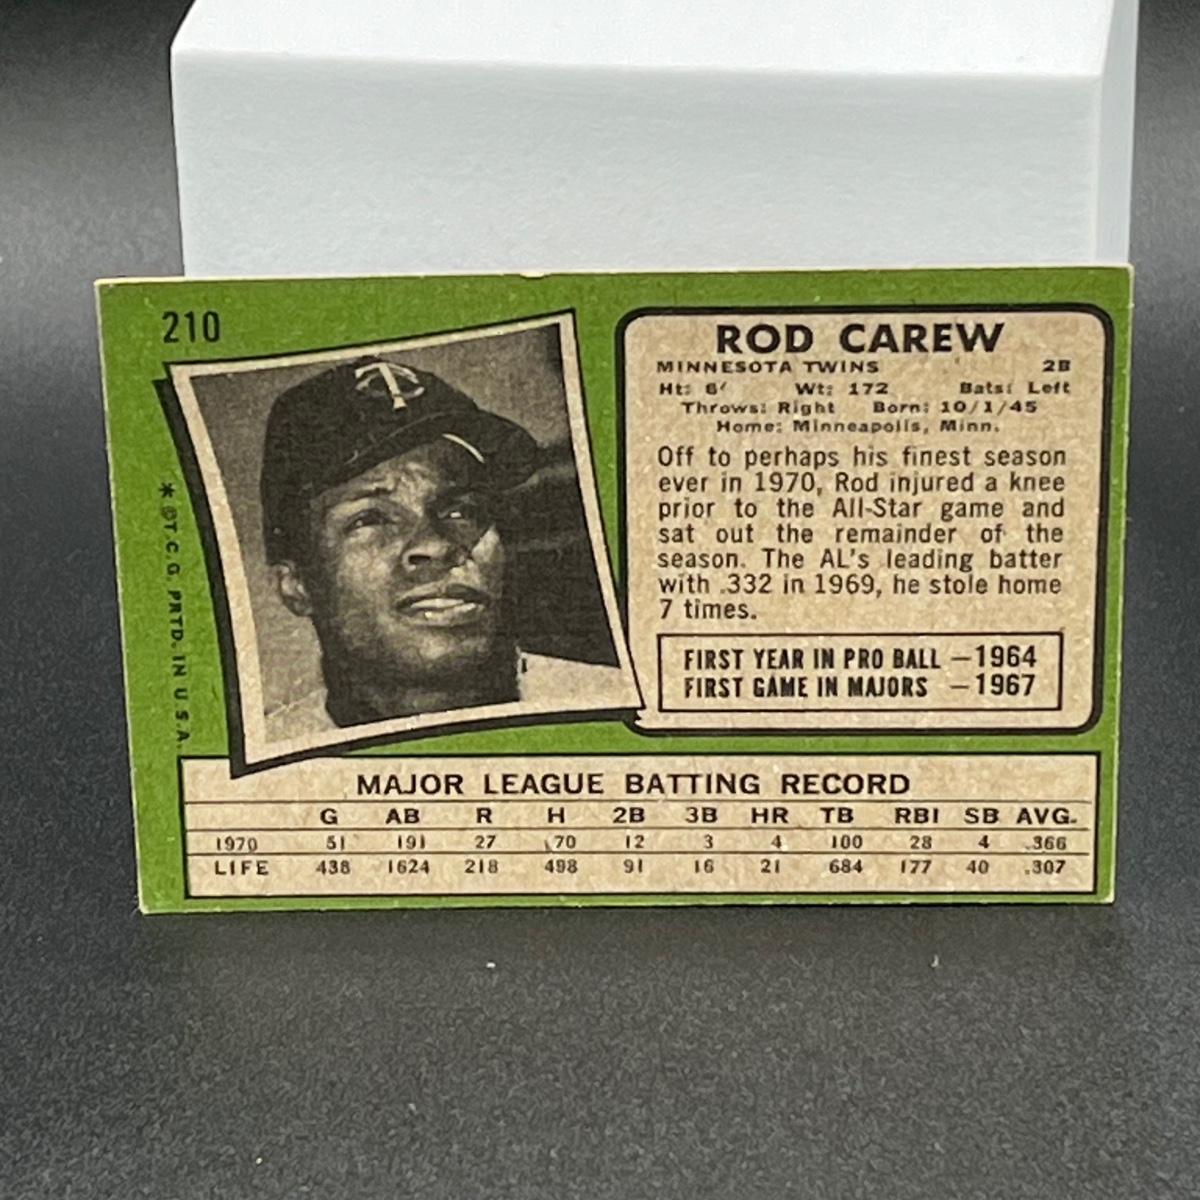 210
TC
* ©T.C.G. PRTD. IN U.S.A.
ROD CAREW
MINNESOTA TWINS 2B
Ht: 6' Wt: 172 Bats: Left
Throws: Right Born: 10/1/45
Home: Minneapolis, Minn.
Off to perhaps his finest season
ever in 1970, Rod injured a knee
prior to the All-Star game and
sat out the remainder of the
season. The AL's leading batter
with .332 in 1969, he stole home
7 times.
FIRST YEAR IN PRO BALL —1964
FIRST GAME IN MAJORS —1967
MAJOR LEAGUE BATTING RECORD
G AB R H 2B 3B HR TB RBI SB AVG.
1970 51 191 27 70 12 3 4 100 28 4 .366
LIFE 438 1624 218 498 91 16 21 684 177 40 .307